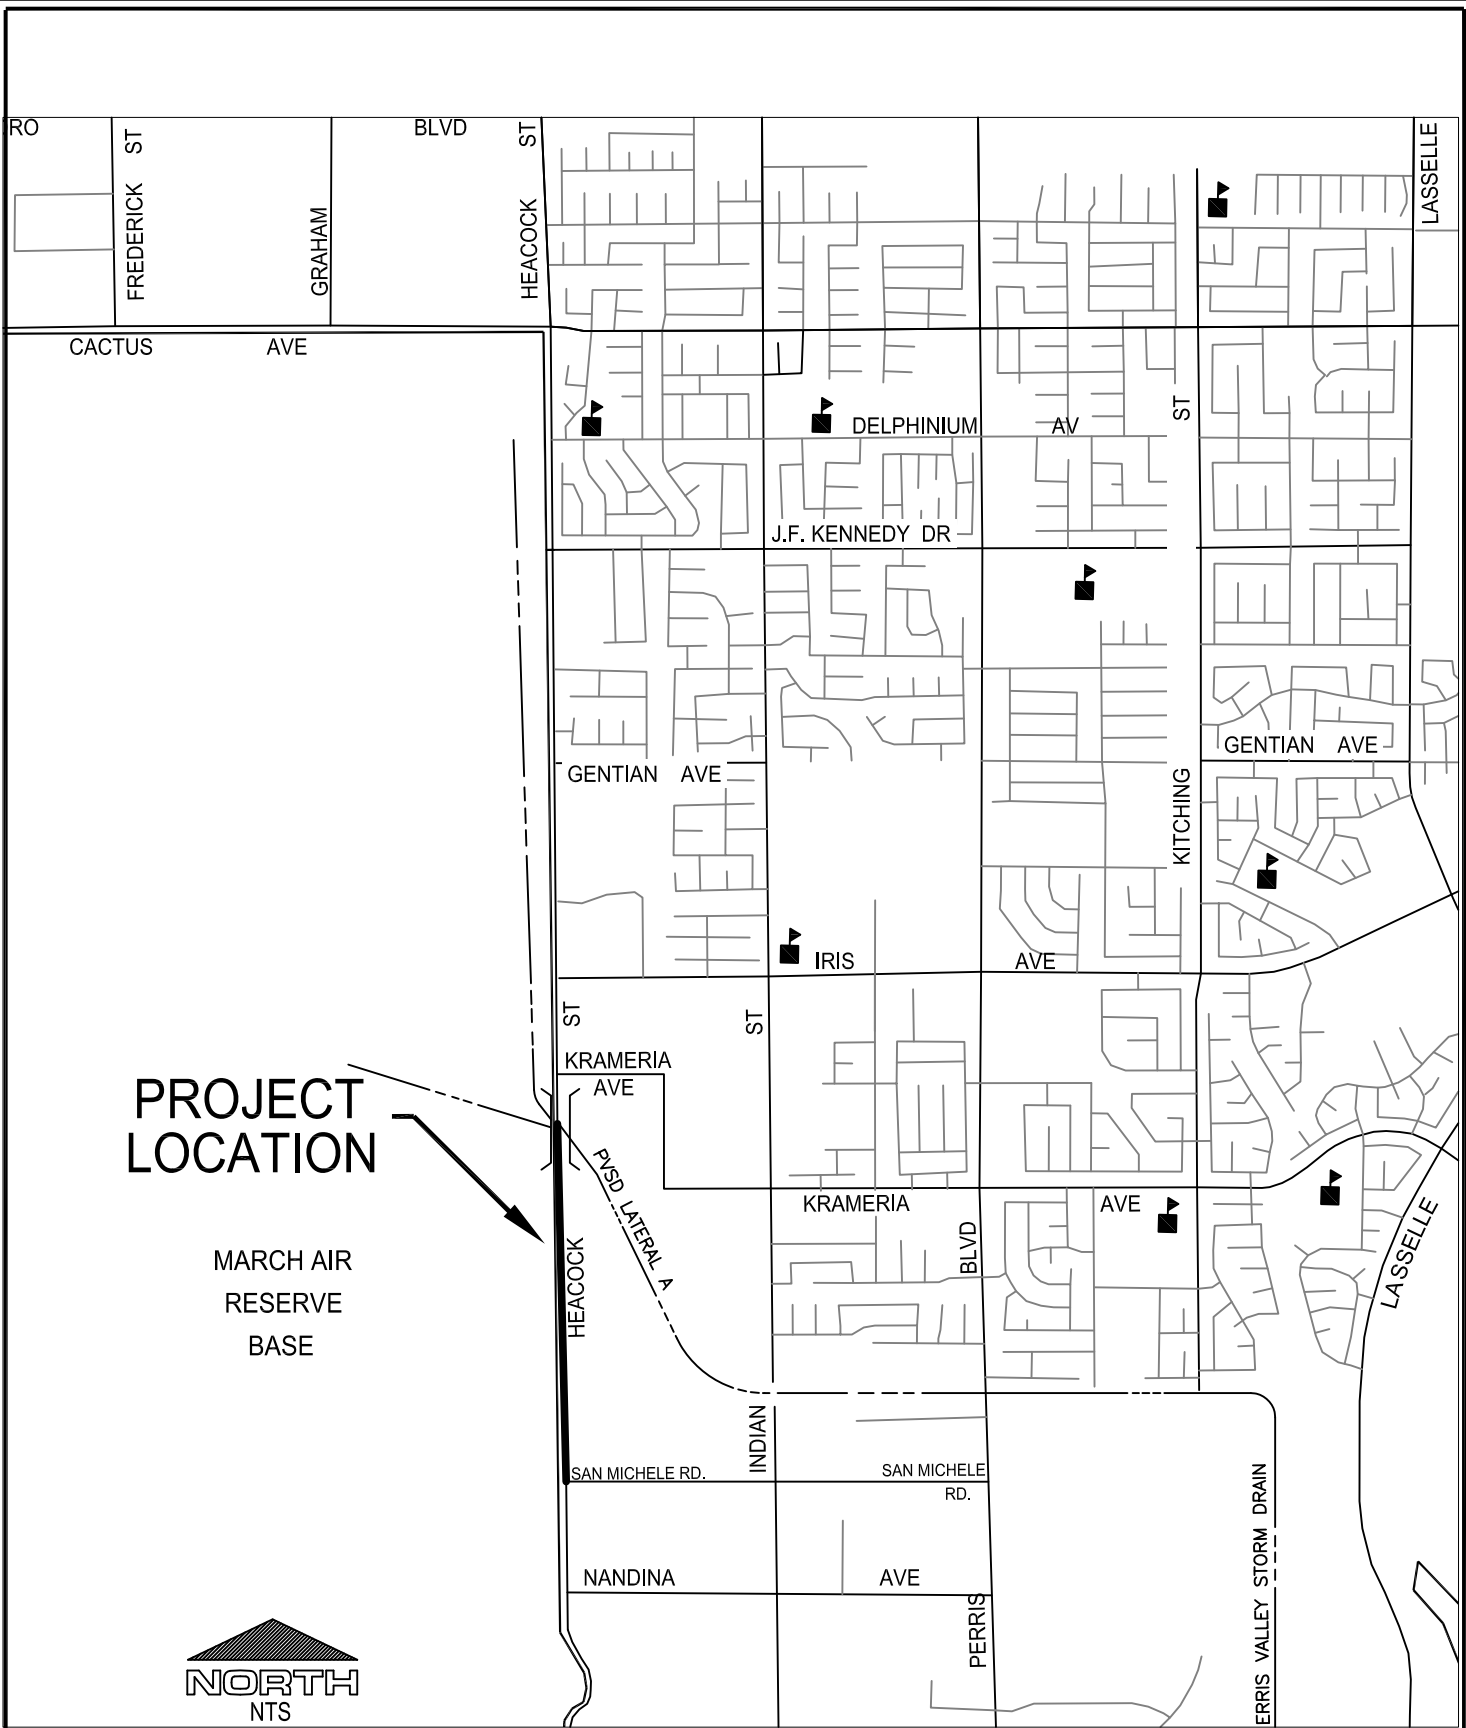 RO
BLVD
FREDERICK ST
GRAHAM
HEACOCK ST
LASSELLE
CACTUS AVE
DELPHINIUM AV
ST
J.F. KENNEDY DR
GENTIAN AVE
GENTIAN AVE
KITCHING
IRIS AVE
ST
ST
KRAMERIA
AVE
PROJECT
LOCATION
PVSD LATERAL A
KRAMERIA AVE
MARCH AIR
RESERVE
BASE
HEACOCK
BLVD
LASSELLE
INDIAN
SAN MICHELE RD.
SAN MICHELE
RD.
NANDINA AVE
PERRIS
ERRIS VALLEY STORM DRAIN
NORTH
NTS